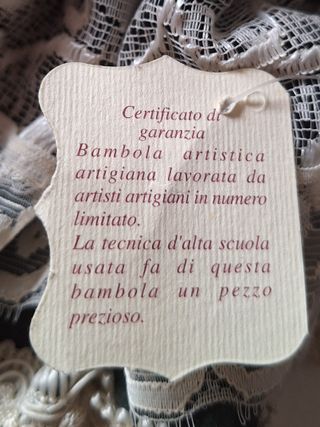 Certificato di
garanzia
Bambola artistica
artigiana lavorata da
artisti artigiani in numero
limitato.
La tecnica d'alta scuola
usata fa di questa
bambola un pezzo
prezioso.